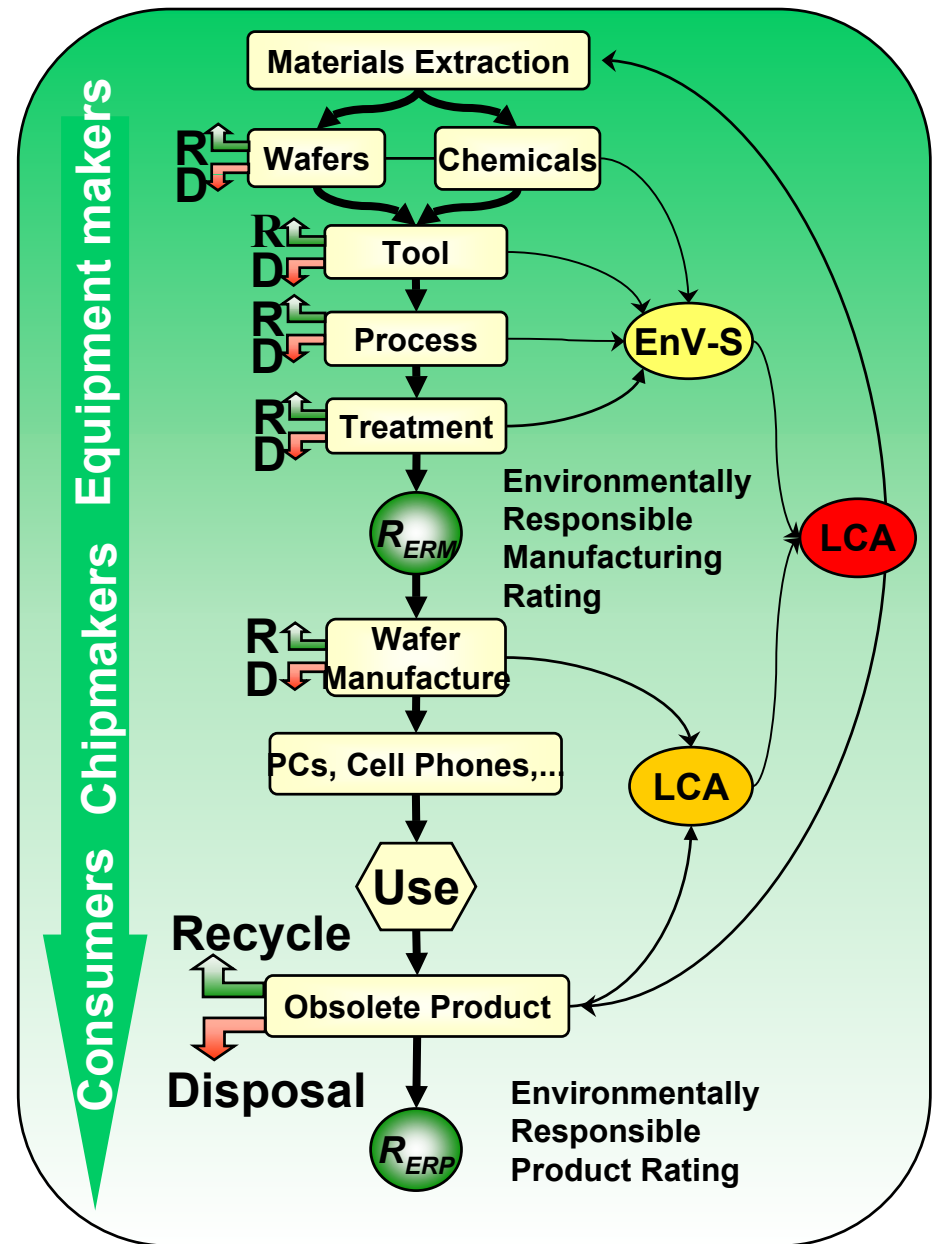 Materials Extraction
R
D
Wafers
Chemicals
R
D
Tool
R
D
Process
EnV-S
R
D
Treatment
Environmentally
Responsible
Manufacturing
Rating
RERM
LCA
R
D
Wafer
Manufacture
PCs, Cell Phones,...
LCA
Use
Recycle
Obsolete Product
Disposal
Environmentally
Responsible
Product Rating
RERP
Equipment makers
Chipmakers
Consumers